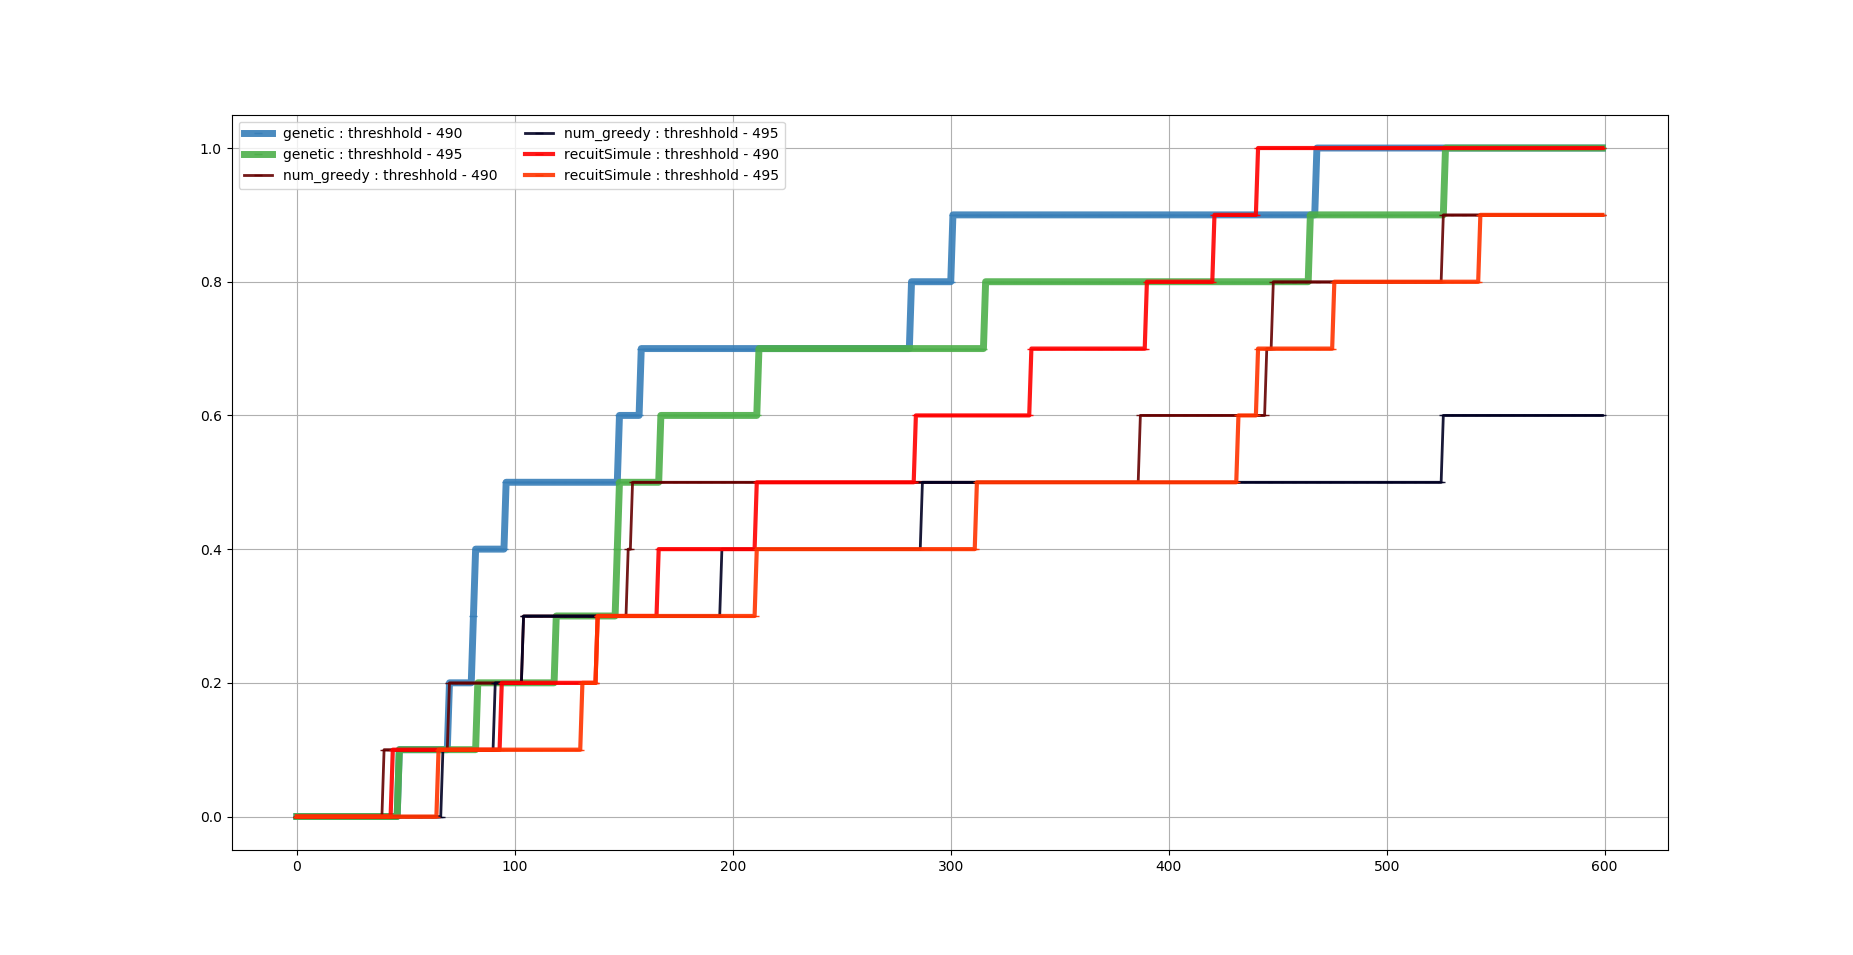 genetic : threshhold - 490
genetic : threshhold - 495
num_greedy : threshhold - 490
num_greedy : threshhold - 495
recuitSimule : threshhold - 490
recuitSimule : threshhold - 495
1.0
0.8
0.6
0.4
0.2
0.0
0 100 200 300 400 500 600